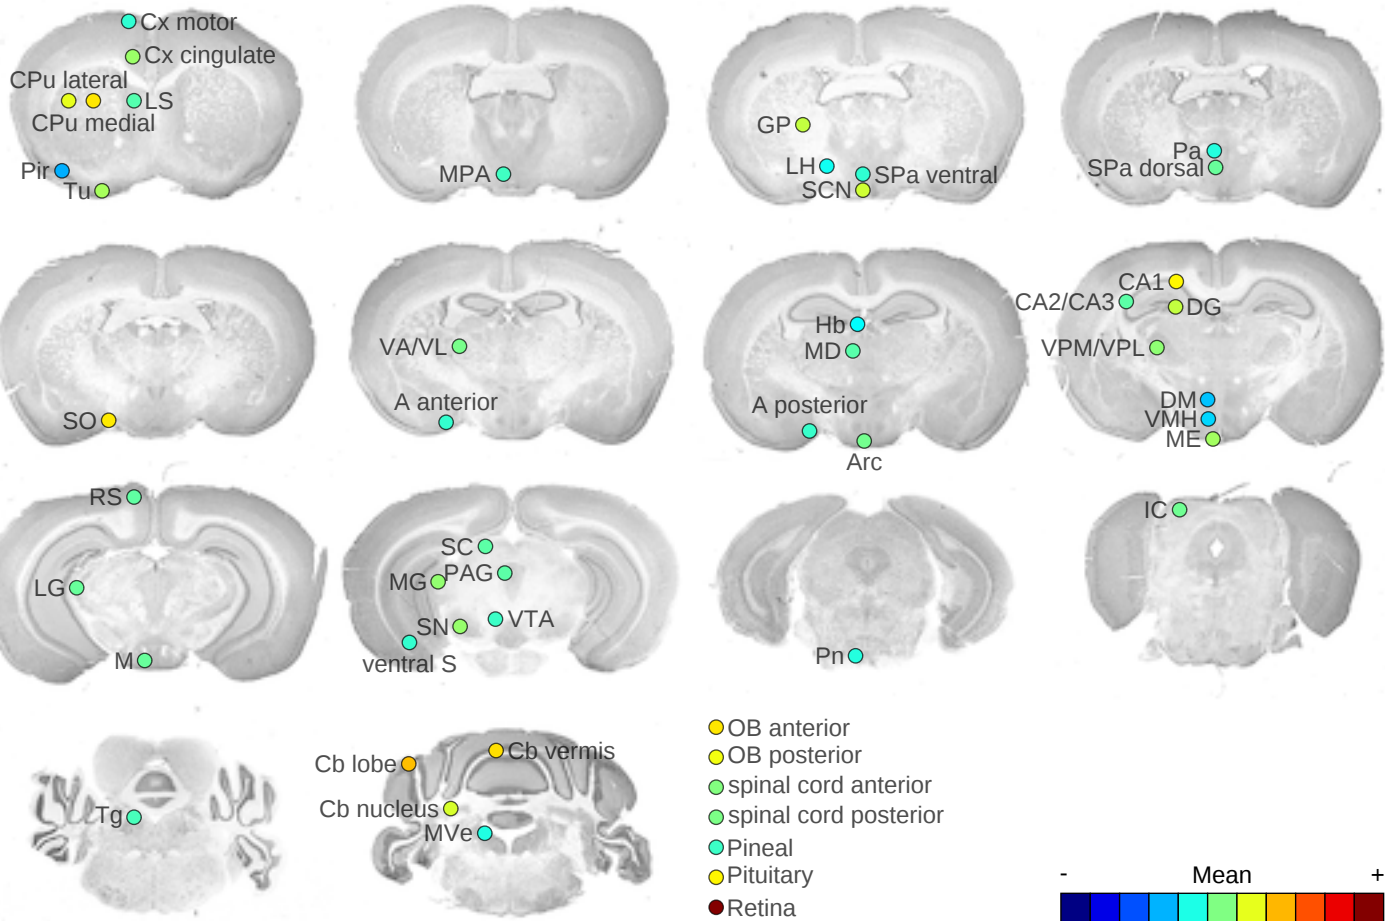 Cx motor
Cx cingulate
CPu lateral
LS
CPu medial
Pir
Tu
MPA
GP
LH
SPa ventral
SCN
Pa
SPa dorsal
SO
VA/VL
A anterior
Hb
MD
A posterior
Arc
CA1
CA2/CA3
DG
VPM/VPL
DM
VMH
ME
RS
LG
M
SC
PAG
MG
SN
VTA
ventral S
Pn
IC
Tg
Cb lobe
Cb vermis
Cb nucleus
MVe
OB anterior
OB posterior
spinal cord anterior
spinal cord posterior
Pineal
Pituitary
Retina
- Mean +